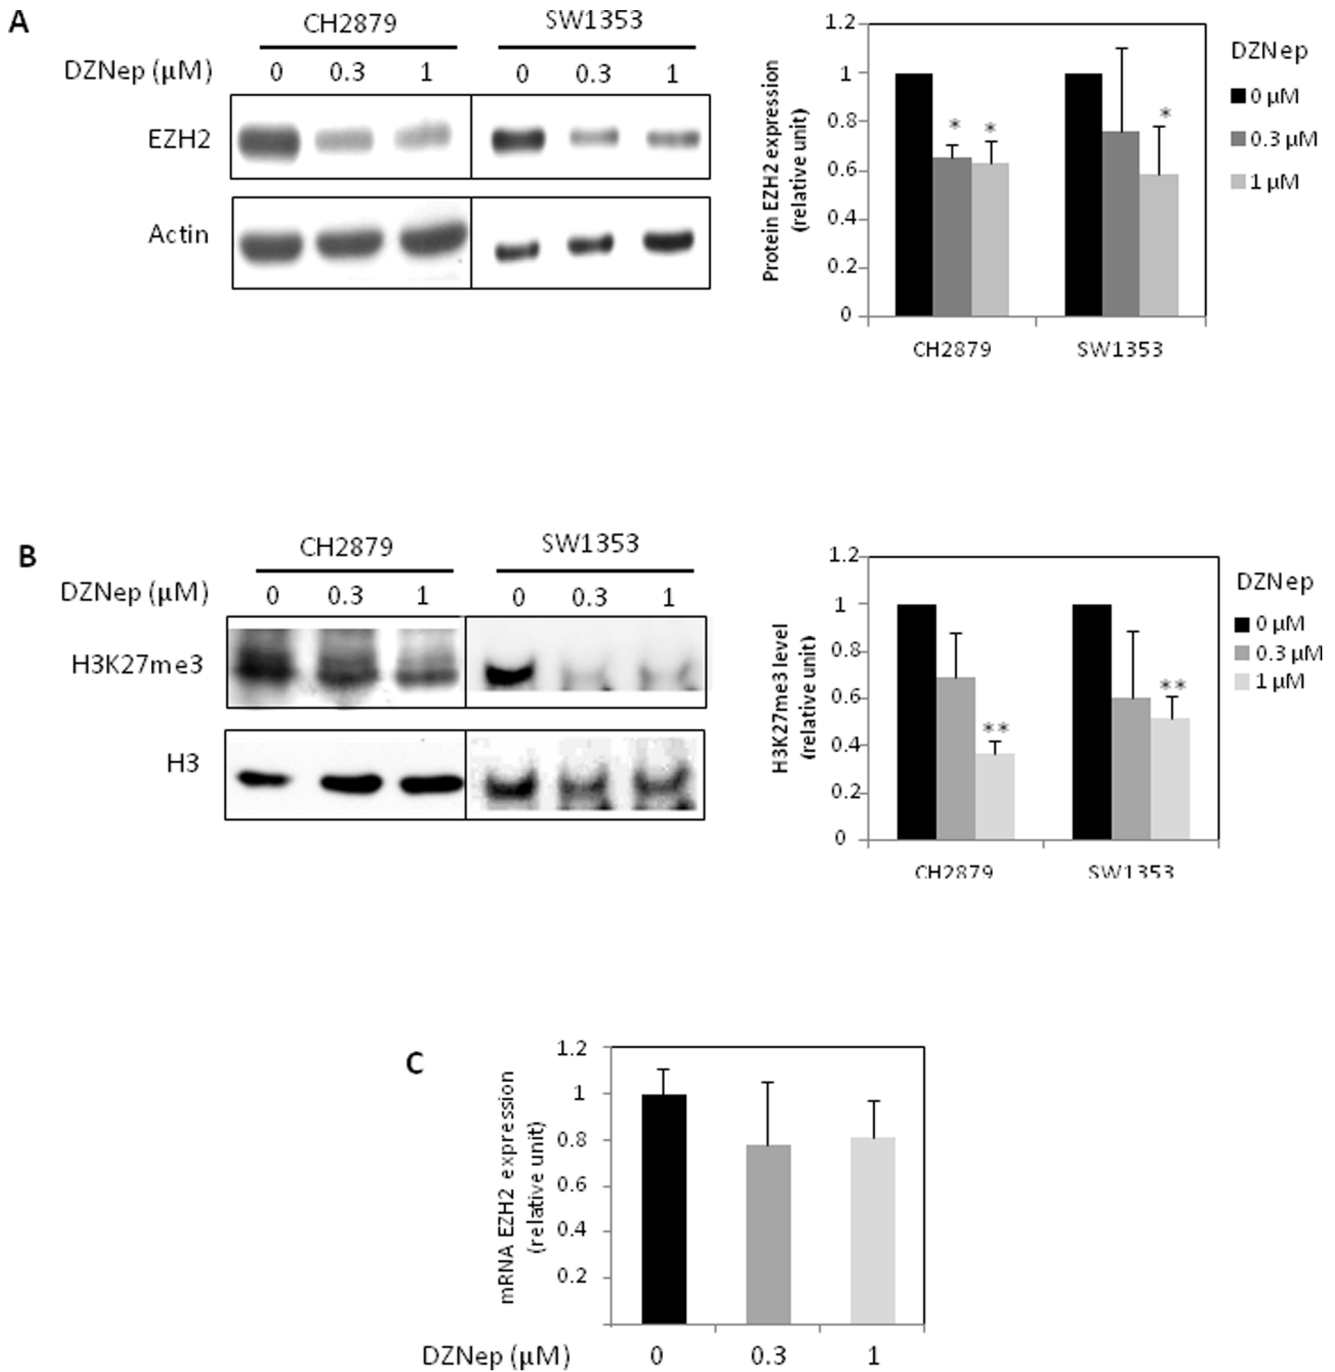 A
CH2879 SW1353
DZNep (μM) 0 0.3 1 0 0.3 1
EZH2
Actin
Protein EZH2 expression
(relative unit)
1.2
1
0.8
0.6
0.4
0.2
0
* * *
CH2879 SW1353
DZNep
0 μM
0.3 μM
1 μM
B
CH2879 SW1353
DZNep (μM) 0 0.3 1 0 0.3 1
H3K27me3
H3
H3K27me3 level
(relative unit)
1.2
1
0.8
0.6
0.4
0.2
0
** **
CH2879 SW1353
DZNep
0 μM
0.3 μM
1 μM
C
mRNA EZH2 expression
(relative unit)
1.2
1
0.8
0.6
0.4
0.2
DZNep (μM) 0 0.3 1